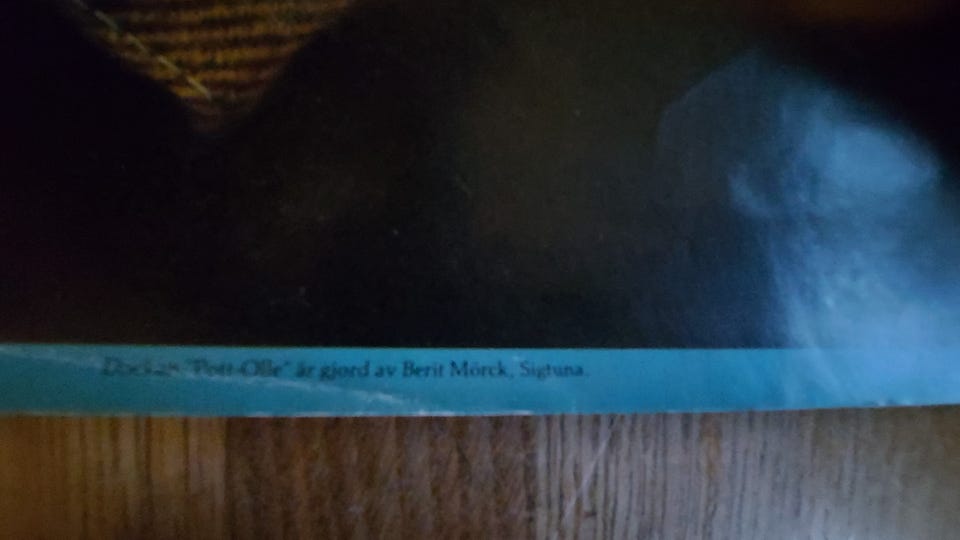 Dockan "Pott-Olle" är gjord av Berit Mörck, Sigtuna.